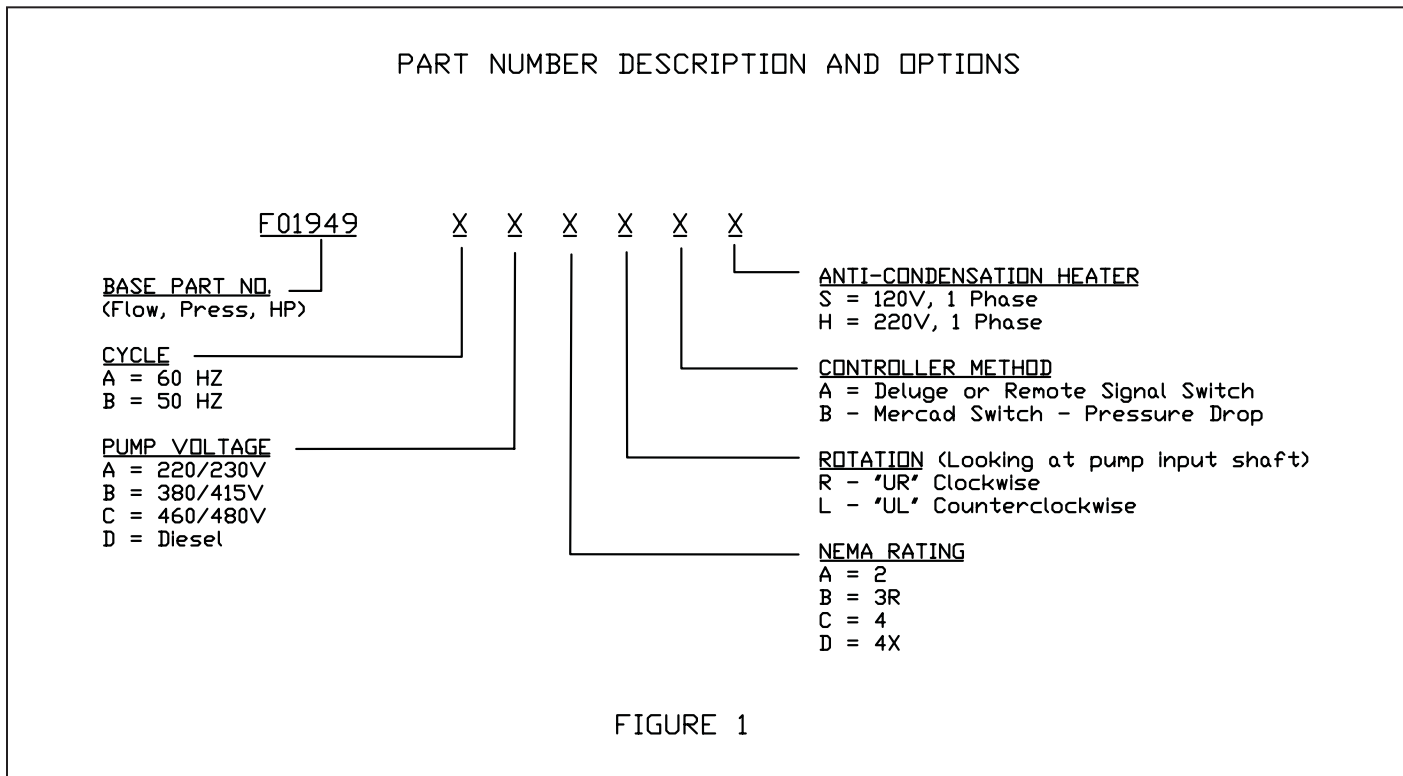 PART NUMBER DESCRIPTION AND OPTIONS
F01949 X X X X X X
BASE PART NO.
(Flow, Press, HP)
CYCLE
A = 60 HZ
B = 50 HZ
PUMP VOLTAGE
A = 220/230V
B = 380/415V
C = 460/480V
D = Diesel
ANTI-CONDENSATION HEATER
S = 120V, 1 Phase
H = 220V, 1 Phase
CONTROLLER METHOD
A = Deluge or Remote Signal Switch
B - Mercad Switch - Pressure Drop
ROTATION (Looking at pump input shaft)
R - "UR" Clockwise
L - "UL" Counterclockwise
NEMA RATING
A = 2
B = 3R
C = 4
D = 4X
FIGURE 1